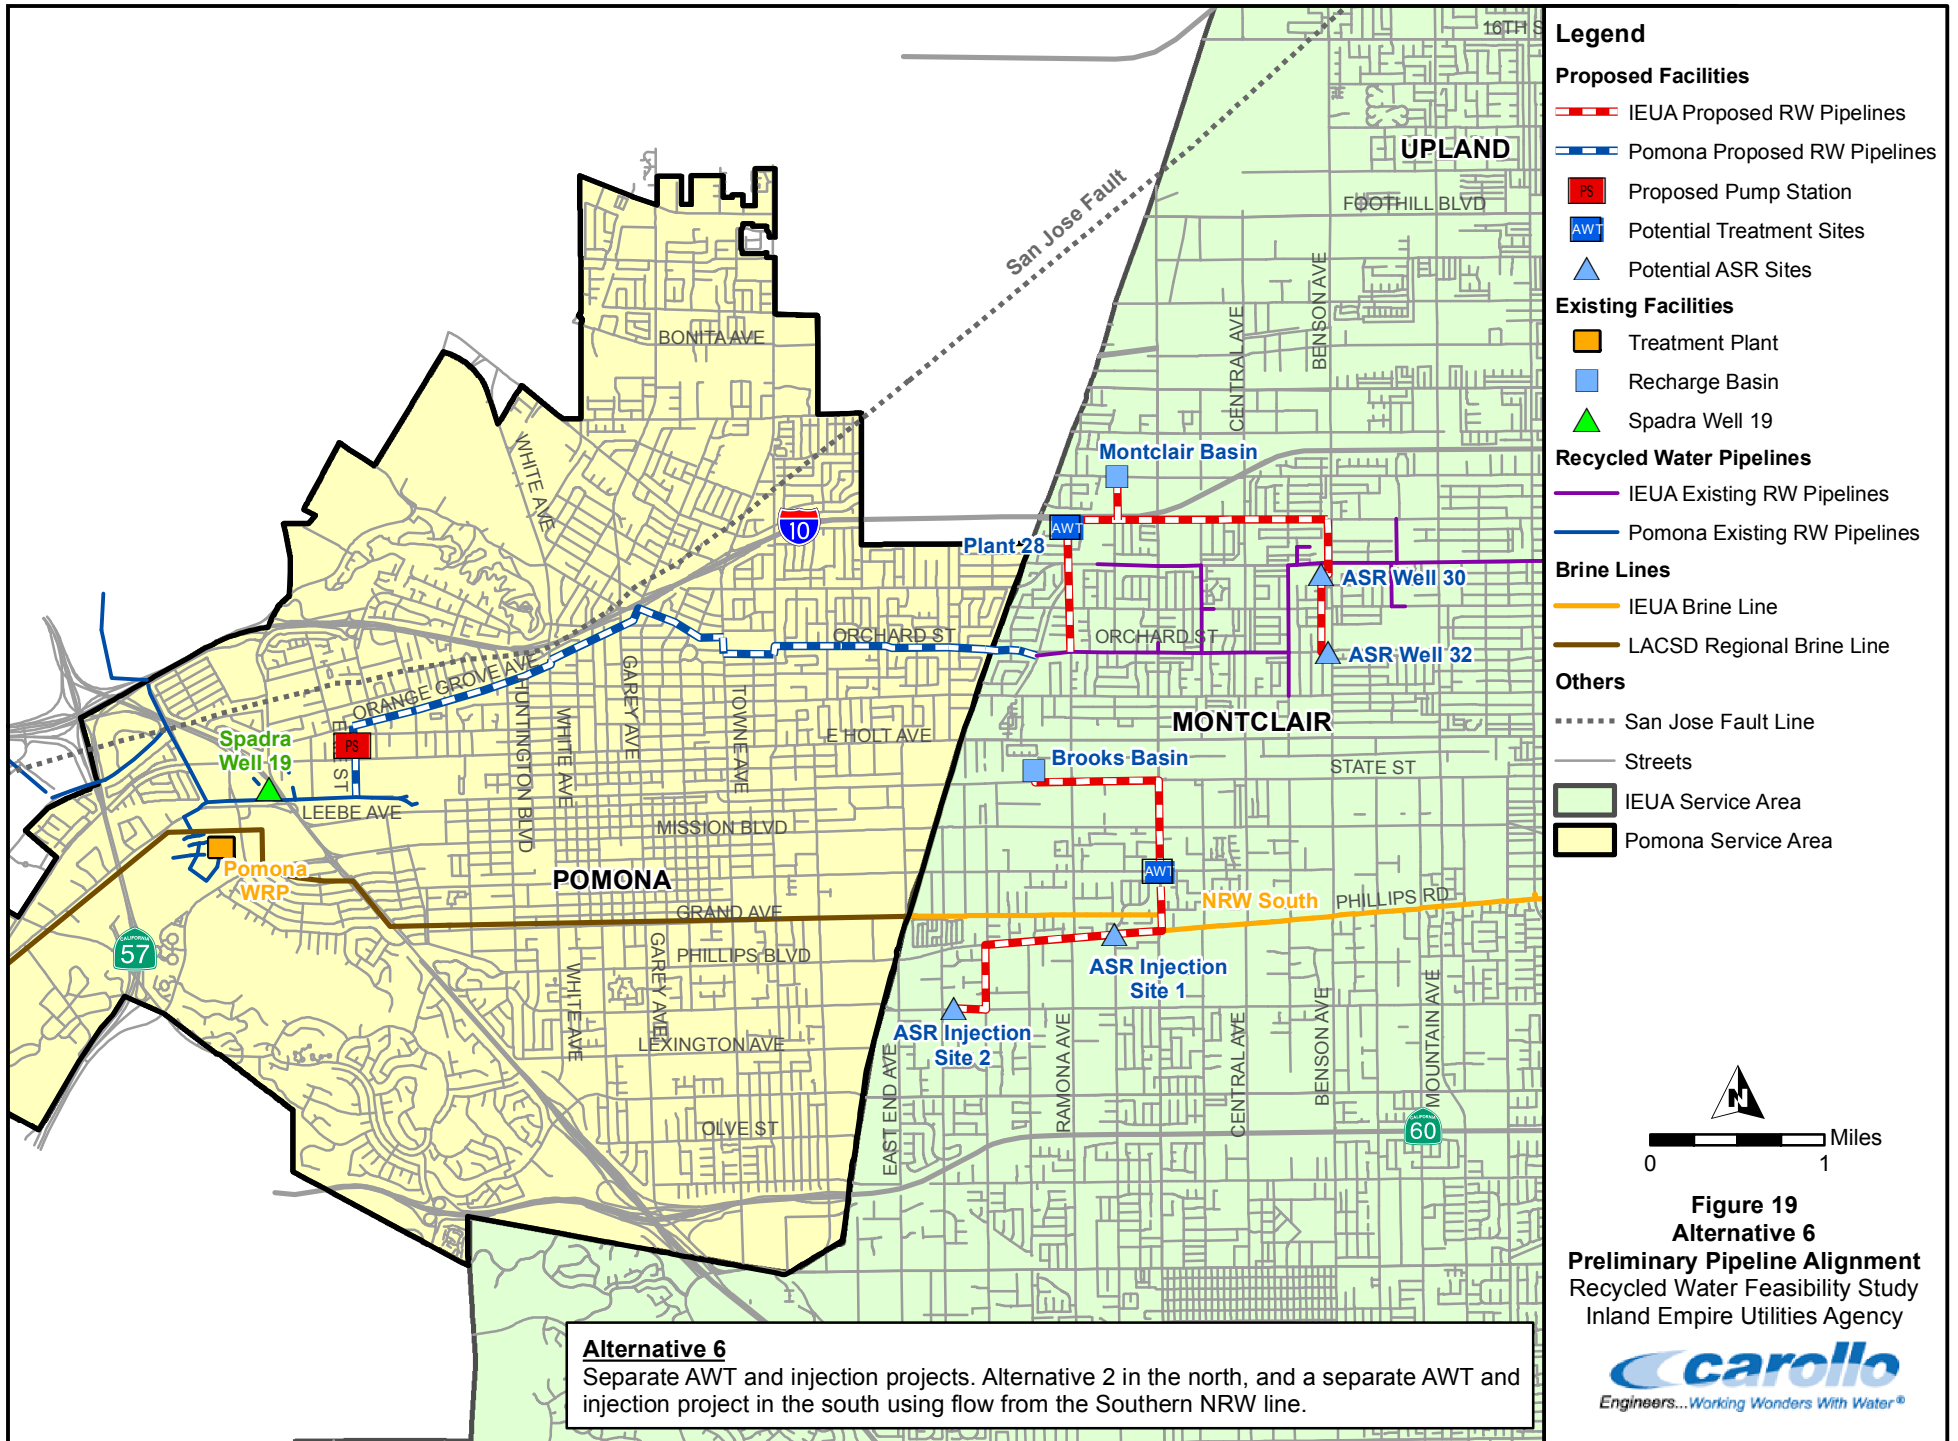 16TH S
UPLAND
FOOTHILL BLVD
San Jose Fault
BENSON AVE
CENTRAL AVE
BONITA AVE
WHITE AVE
Montclair Basin
10
AWT
Plant 28
ASR Well 30
ORCHARD ST
ORCHARD ST
ASR Well 32
ORANGE GROVE AVE
HUNTINGTON BLVD
WHITE AVE
GAREY AVE
TOWNE AVE
MONTCLAIR
E HOLT AVE
Spadra
Well 19
PS
ST
Brooks Basin
STATE ST
LEEBE AVE
MISSION BLVD
Pomona
WRP
POMONA
AWT
NRW South
PHILLIPS RD
GRAND AVE
CALIFORNIA
57
PHILLIPS BLVD
GAREY AVE
WHITE AVE
ASR Injection
Site 1
ASR Injection
Site 2
LEXINGTON AVE
EAST END AVE
RAMONA AVE
CENTRAL AVE
BENSON AVE
MOUNTAIN AVE
OLVE ST
CALIFORNIA
60
Alternative 6
Separate AWT and injection projects. Alternative 2 in the north, and a separate AWT and
injection project in the south using flow from the Southern NRW line.
Legend
Proposed Facilities
IEUA Proposed RW Pipelines
Pomona Proposed RW Pipelines
PS Proposed Pump Station
AWT Potential Treatment Sites
Potential ASR Sites
Existing Facilities
Treatment Plant
Recharge Basin
Spadra Well 19
Recycled Water Pipelines
IEUA Existing RW Pipelines
Pomona Existing RW Pipelines
Brine Lines
IEUA Brine Line
LACSD Regional Brine Line
Others
San Jose Fault Line
Streets
IEUA Service Area
Pomona Service Area
N
Miles
0 1
Figure 19
Alternative 6
Preliminary Pipeline Alignment
Recycled Water Feasibility Study
Inland Empire Utilities Agency
carollo
Engineers...Working Wonders With Water®